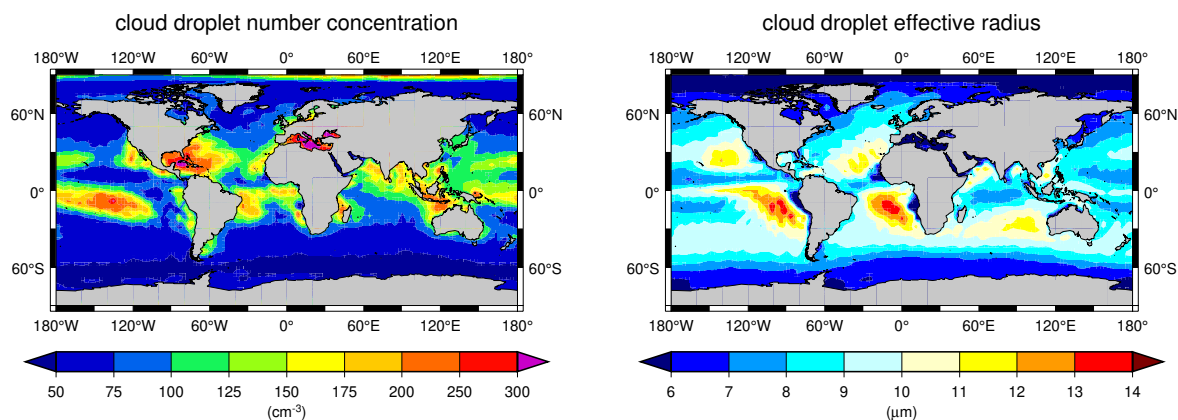 cloud droplet number concentration
180°W 120°W 60°W 0° 60°E 120°E 180°
60°N 60°N
0° 0°
60°S 60°S
180°W 120°W 60°W 0° 60°E 120°E 180°
50 75 100 125 150 175 200 250 300
(cm⁻³)
cloud droplet effective radius
180°W 120°W 60°W 0° 60°E 120°E 180°
60°N 60°N
0° 0°
60°S 60°S
180°W 120°W 60°W 0° 60°E 120°E 180°
6 7 8 9 10 11 12 13 14
(µm)